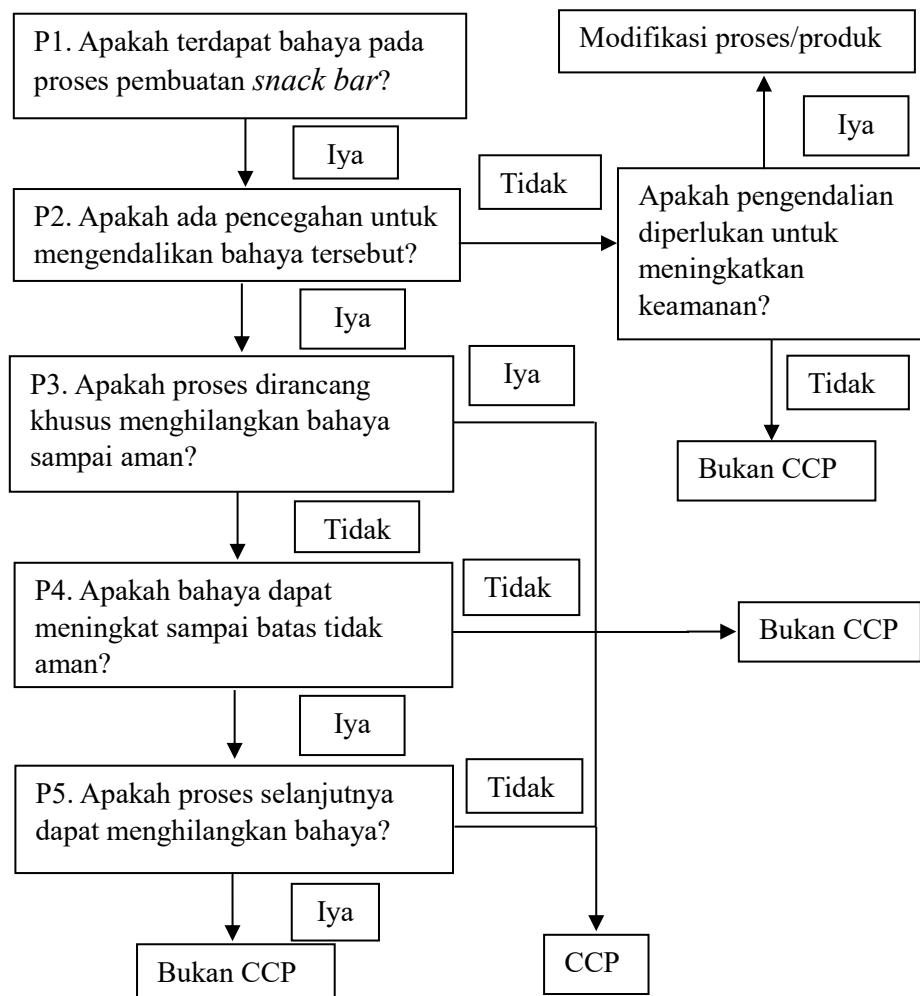 P1. Apakah terdapat bahaya pada
proses pembuatan snack bar?
Modifikasi proses/produk
Iya
Iya
P2. Apakah ada pencegahan untuk
mengendalikan bahaya tersebut?
Tidak
Apakah pengendalian
diperlukan untuk
meningkatkan
keamanan?
Iya
Tidak
Bukan CCP
P3. Apakah proses dirancang
khusus menghilangkan bahaya
sampai aman?
Iya
Tidak
P4. Apakah bahaya dapat
meningkat sampai batas tidak
aman?
Tidak
Bukan CCP
Iya
P5. Apakah proses selanjutnya
dapat menghilangkan bahaya?
Tidak
Iya
Bukan CCP
CCP